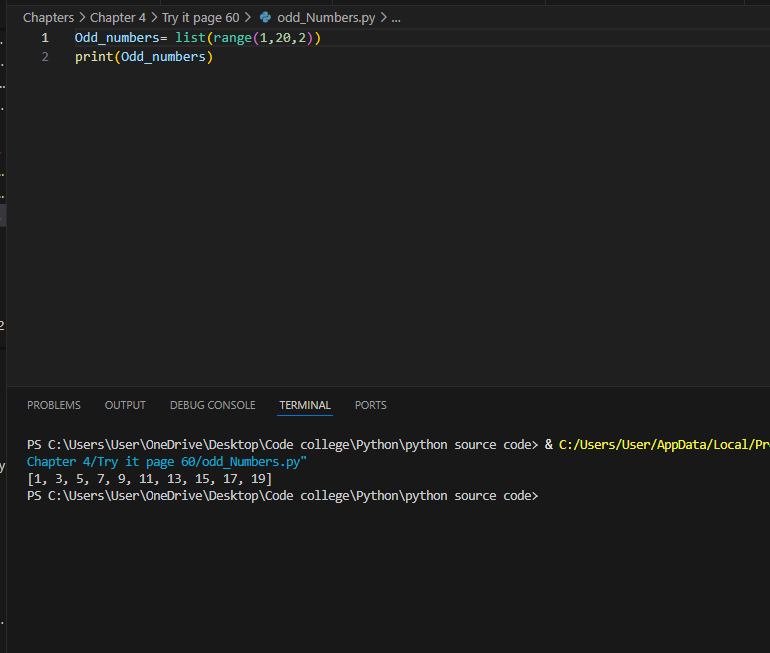 Chapters > Chapter 4 > Try it page 60 > odd_Numbers.py > ...
1 Odd_numbers= list(range(1,20,2))
2 print(Odd_numbers)
2
PROBLEMS OUTPUT DEBUG CONSOLE TERMINAL PORTS
PS C:\Users\User\OneDrive\Desktop\Code college\Python\python source code> & C:/Users/User/AppData/Local/Pr
y Chapter 4/Try it page 60/odd_Numbers.py"
[1, 3, 5, 7, 9, 11, 13, 15, 17, 19]
PS C:\Users\User\OneDrive\Desktop\Code college\Python\python source code>